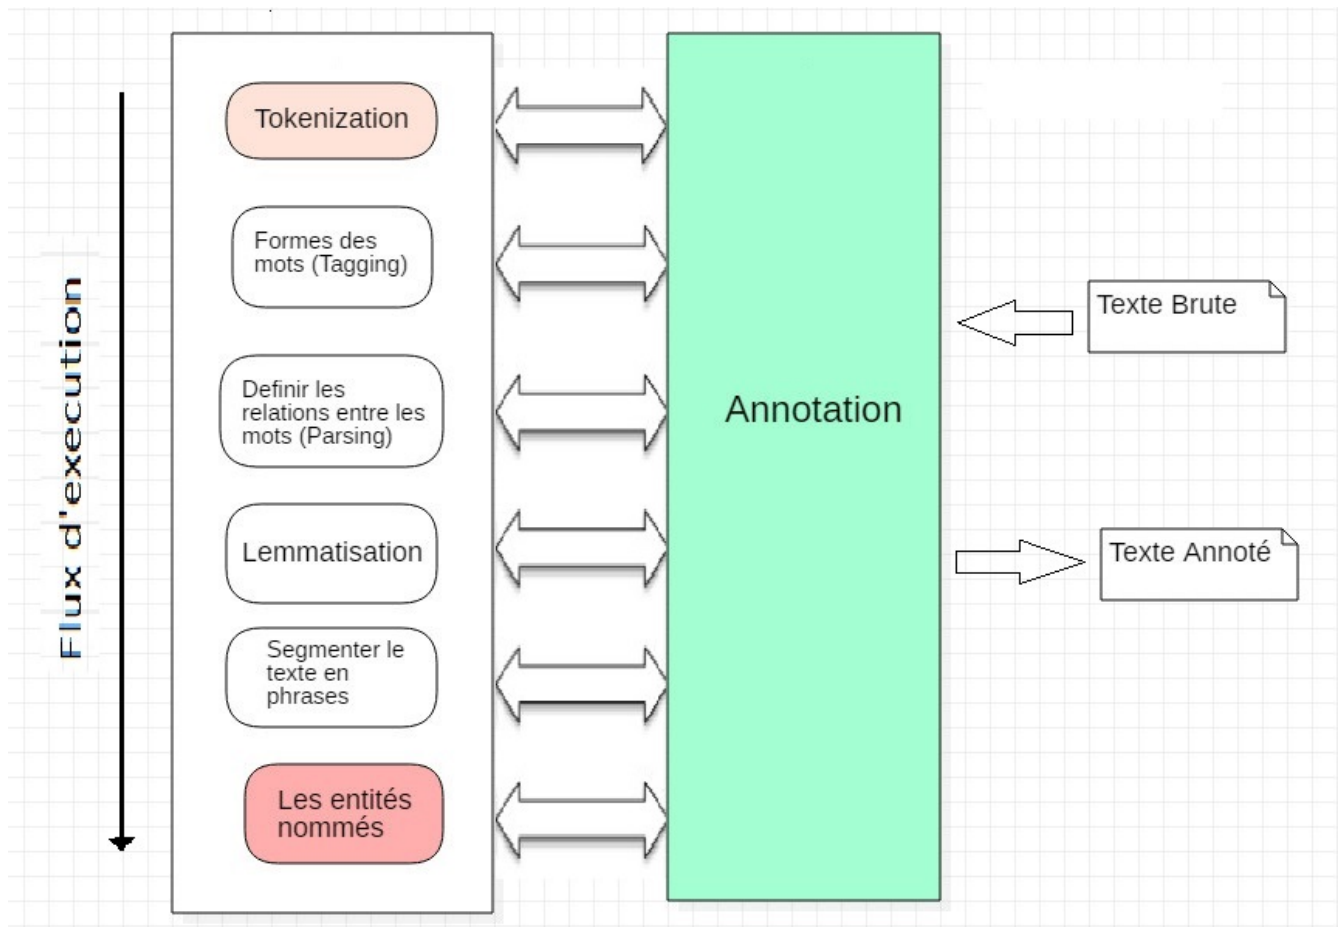 Flux d'execution
Tokenization
Formes des
mots (Tagging)
Definir les
relations entre les
mots (Parsing)
Lemmatisation
Segmenter le
texte en
phrases
Les entités
nommés
Annotation
Texte Brute
Texte Annoté